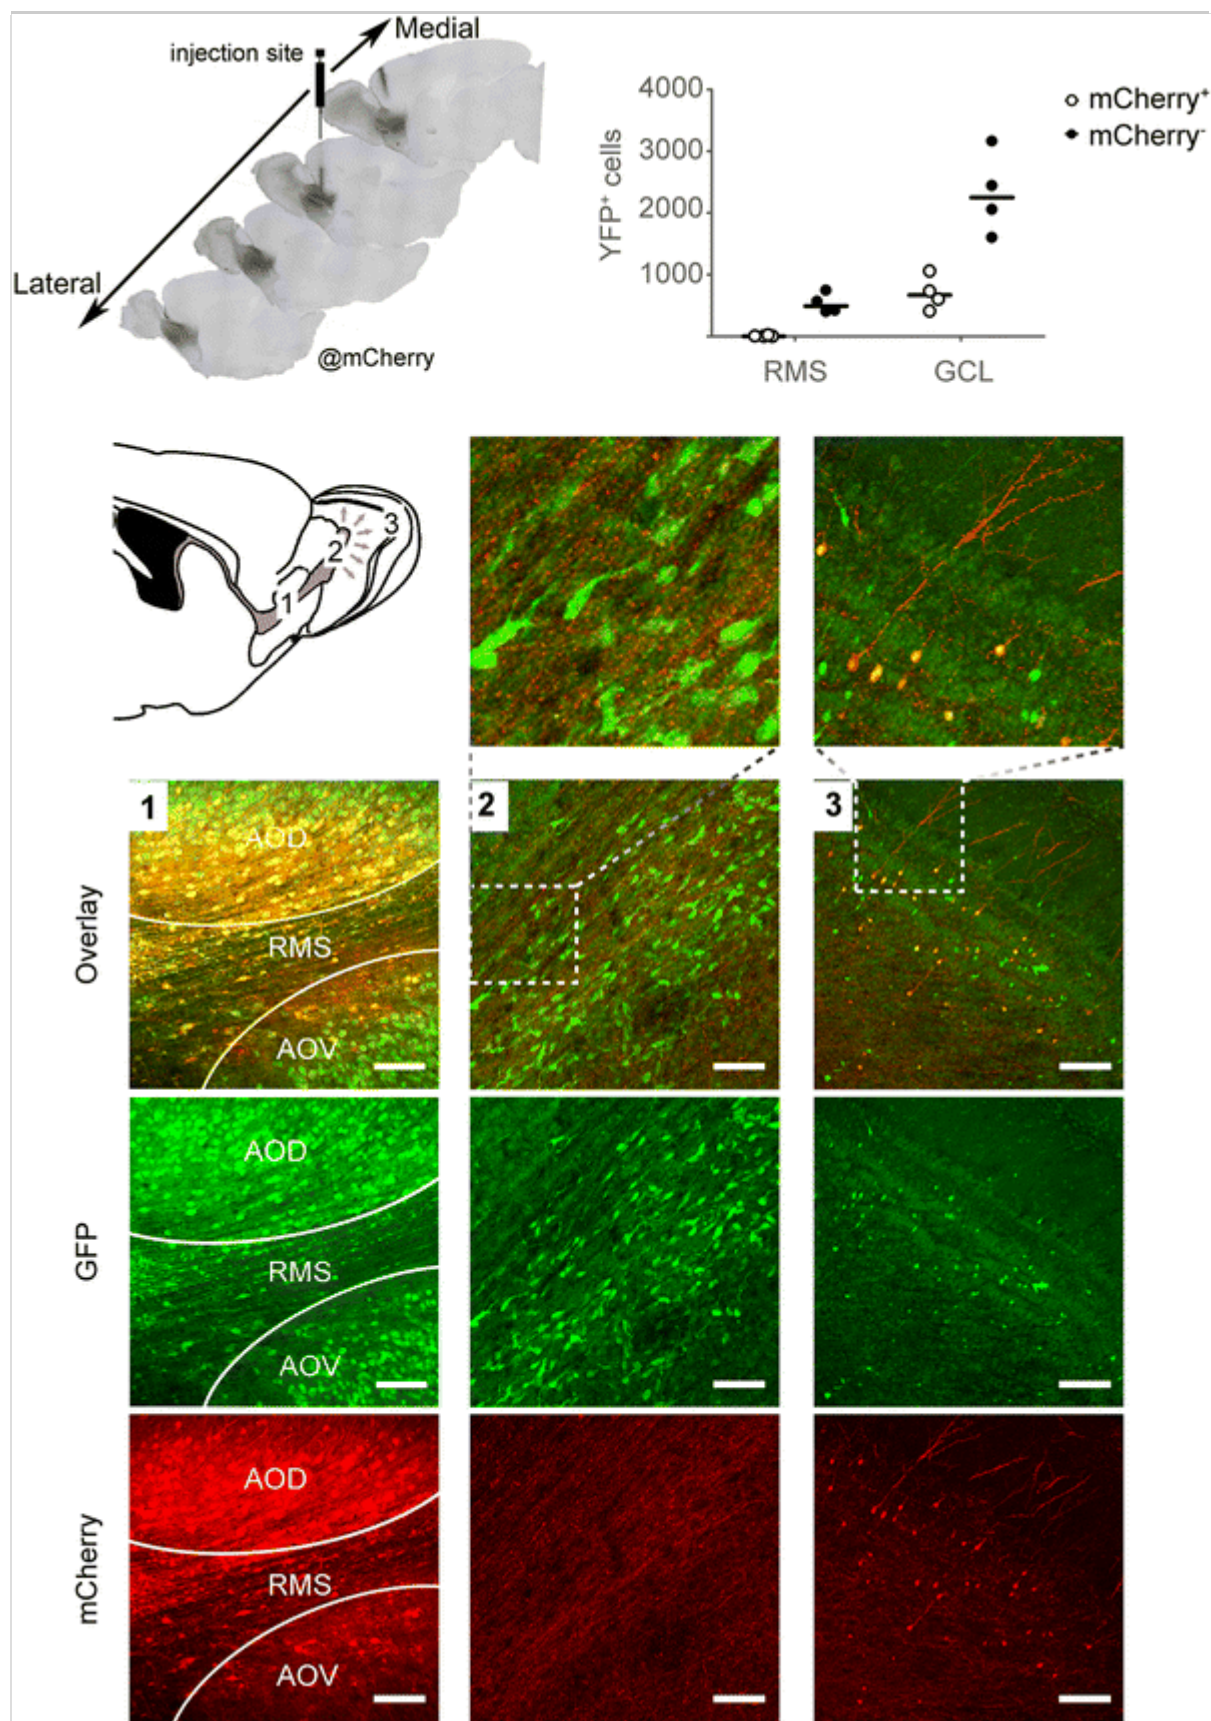 Medial
injection site
Lateral
@mCherry
4000
3000
2000
1000
YFP⁺ cells
RMS
GCL
mCherry⁺
mCherry⁻
1
2
3
1
2
3
Overlay
AOD
RMS
AOV
GFP
AOD
RMS
AOV
mCherry
AOD
RMS
AOV